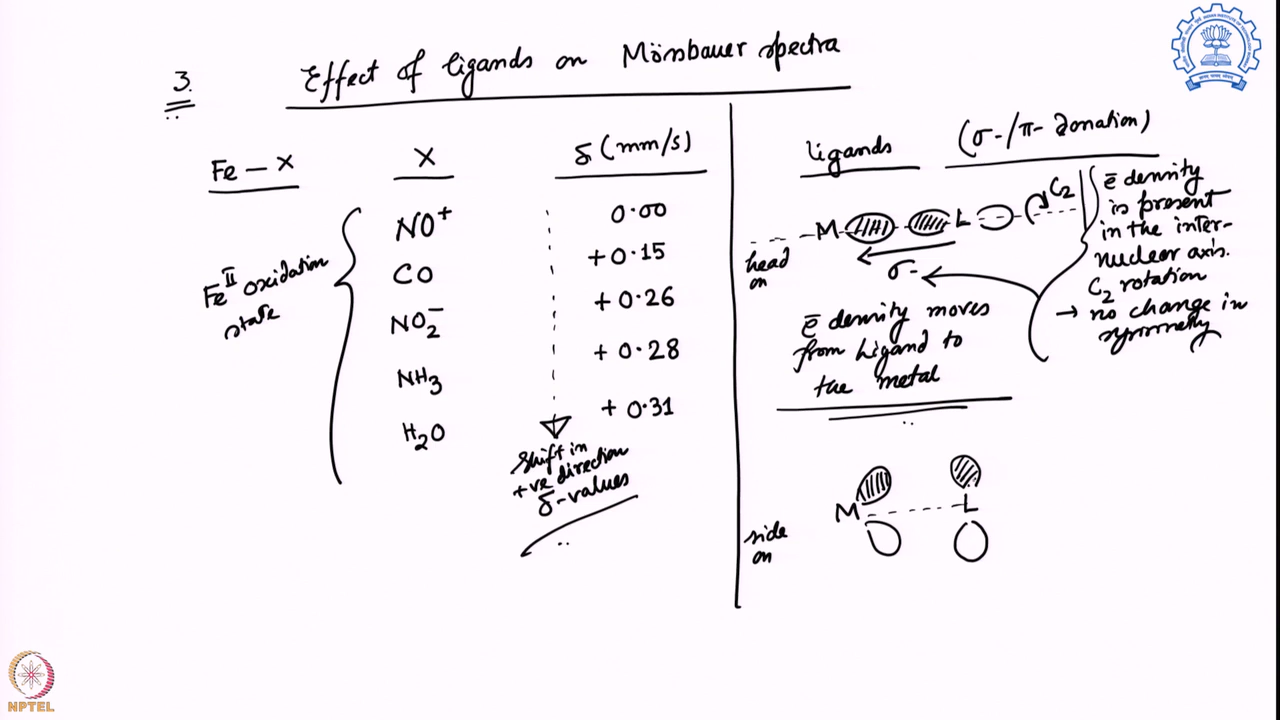 3. Effect of ligands on Mössbauer spectra
Fe - X X δ (mm/s)
NO⁺ 0.00
CO +0.15
NO₂⁻ +0.26
NH₃ +0.28
H₂O +0.31
Fe^II oxidation
state
Shift in
+ve direction
δ-values
ligands (σ-/π- donation)
M L C₂
head
on
σ-
ē density
is present
in the inter-
nuclear axis.
C₂ rotation
→ no change in
symmetry
ē density moves
from ligand to
the metal
side
on
M L
NPTEL